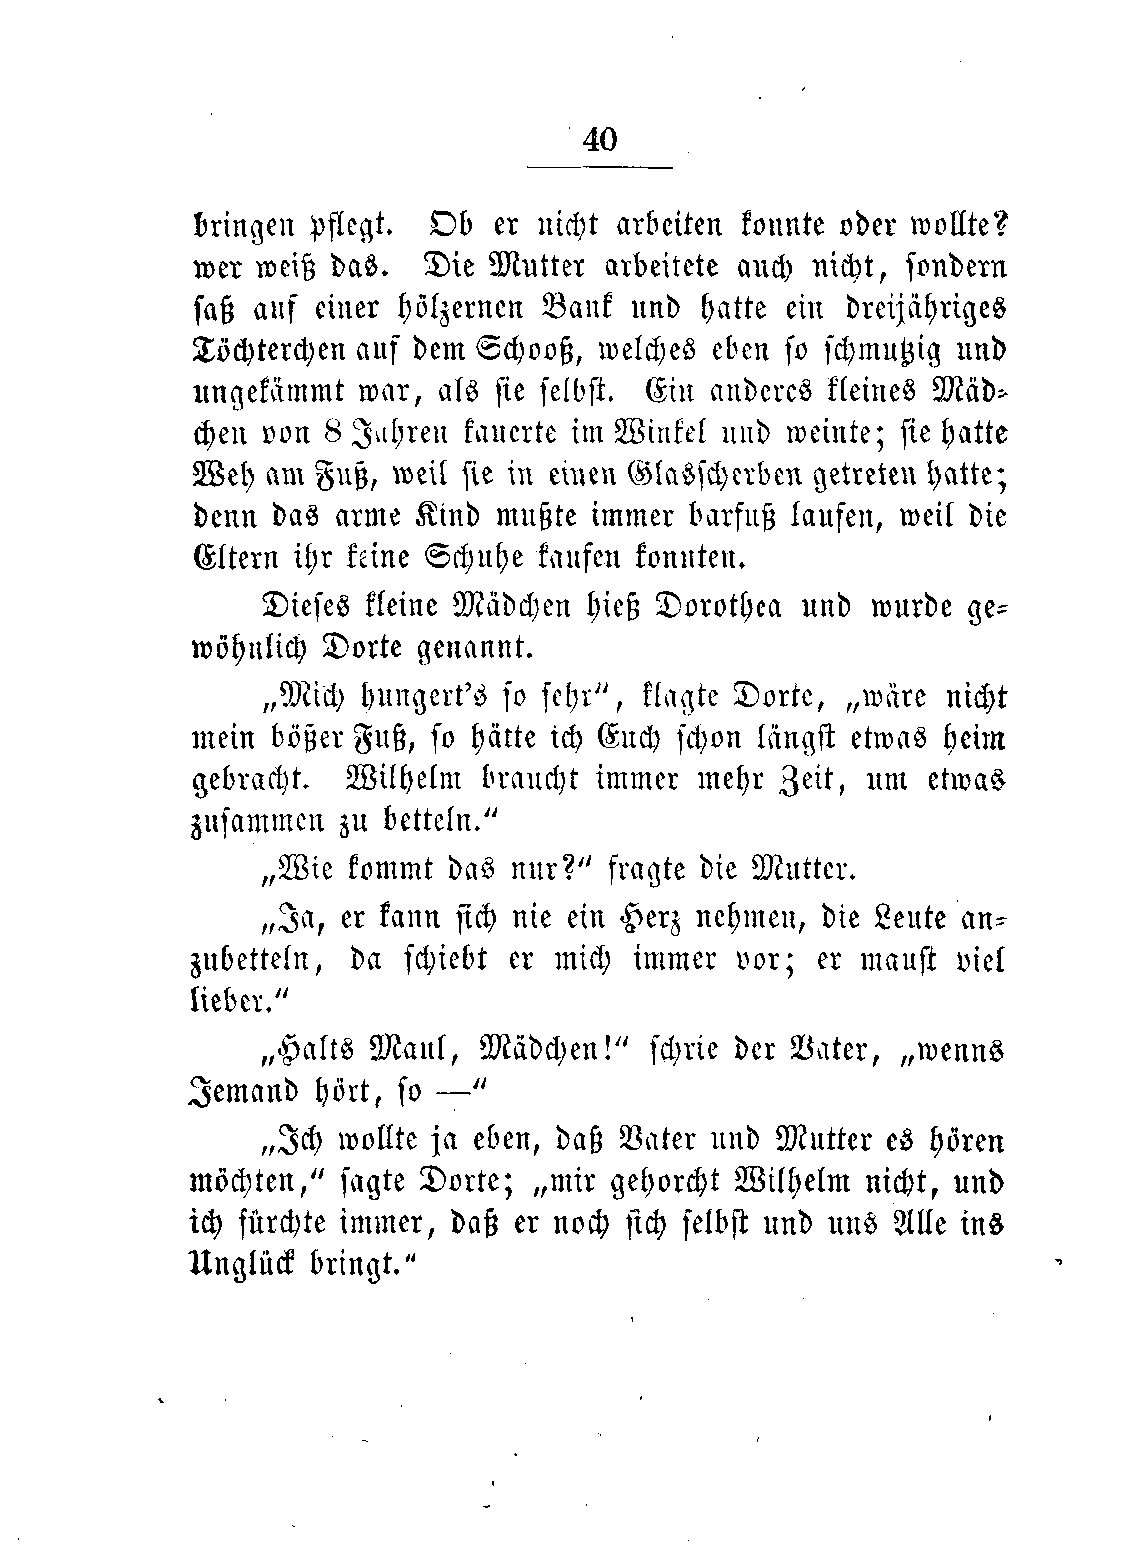 40
bringen pflegt. Ob er nicht arbeiten konnte oder wollte?
wer weiß das. Die Mutter arbeitete auch nicht, sondern
saß auf einer hölzernen Bank und hatte ein dreijähriges
Töchterchen auf dem Schooß, welches eben so schmutzig und
ungekämmt war, als sie selbst. Ein anderes kleines Mäd-
chen von 8 Jahren kauerte im Winkel und weinte; sie hatte
Weh am Fuß, weil sie in einen Glasscherben getreten hatte;
denn das arme Kind mußte immer barfuß laufen, weil die
Eltern ihr keine Schuhe kaufen konnten.
Dieses kleine Mädchen hieß Dorothea und wurde ge-
wöhnlich Dorte genannt.
„Mich hungert's so sehr“, klagte Dorte, „wäre nicht
mein bößer Fuß, so hätte ich Euch schon längst etwas heim
gebracht. Wilhelm braucht immer mehr Zeit, um etwas
zusammen zu betteln.“
„Wie kommt das nur?“ fragte die Mutter.
„Ja, er kann sich nie ein Herz nehmen, die Leute an-
zubetteln, da schiebt er mich immer vor; er maust viel
lieber.“
„Halts Maul, Mädchen!“ schrie der Vater, „wenns
Jemand hört, so —“
„Ich wollte ja eben, daß Vater und Mutter es hören
möchten,“ sagte Dorte; „mir gehorcht Wilhelm nicht, und
ich fürchte immer, daß er noch sich selbst und uns Alle ins
Unglück bringt.“